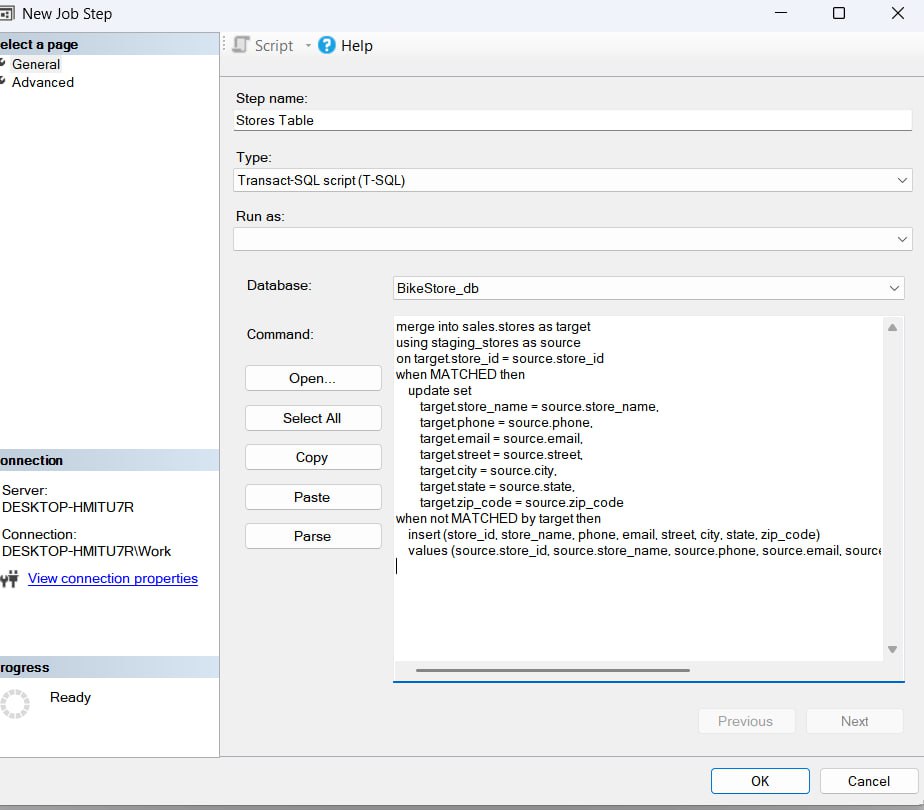 New Job Step
elect a page
General
Advanced
Script
Help
Step name:
Stores Table
Type:
Transact-SQL script (T-SQL)
Run as:
Database:
BikeStore_db
Command:
Open...
Select All
Copy
Paste
Parse
merge into sales.stores as target
using staging_stores as source
on target.store_id = source.store_id
when MATCHED then
update set
target.store_name = source.store_name,
target.phone = source.phone,
target.email = source.email,
target.street = source.street,
target.city = source.city,
target.state = source.state,
target.zip_code = source.zip_code
when not MATCHED by target then
insert (store_id, store_name, phone, email, street, city, state, zip_code)
values (source.store_id, source.store_name, source.phone, source.email, source
onnection
Server:
DESKTOP-HMITU7R
Connection:
DESKTOP-HMITU7R\Work
View connection properties
rogress
Ready
Previous
Next
OK
Cancel